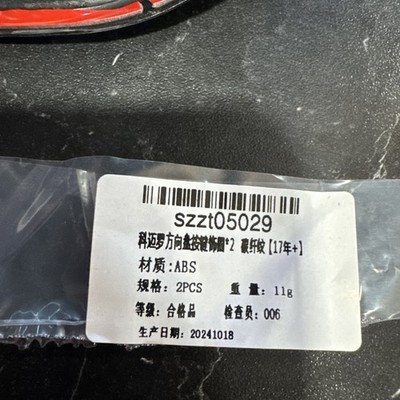 szzt05029
科迈罗方向盘按键饰圈*2 碳纤纹【17年+】
材质:ABS
规格: 2PCS 重 量: 11g
等级: 合格品 检查员: 006
生产日期: 20241018